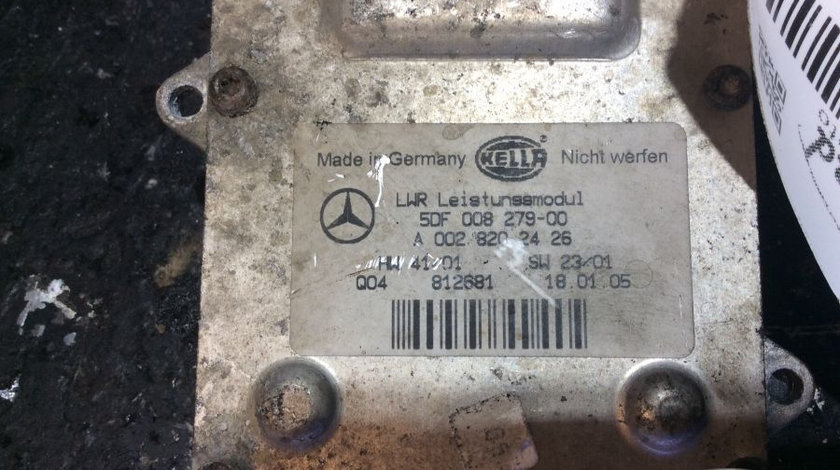 Made in Germany HELLA Nicht werfen
LWR Leistungsmodul
5DF 008 279-00
A 002 820 24 26
HW 41/01 SW 23/01
Q04 812681 18.01.05